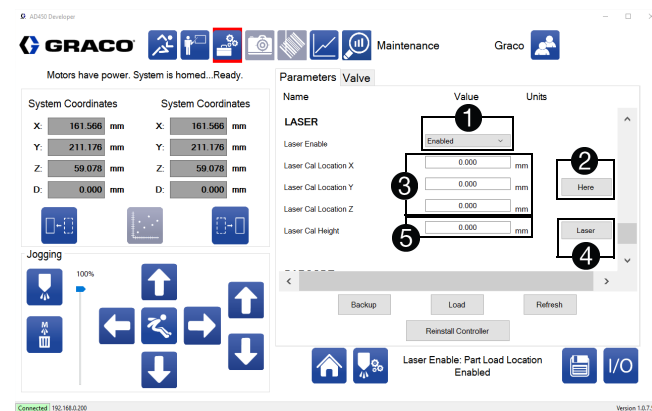 AD450 Developer
GRACO
Maintenance
Graco
Motors have power. System is homed...Ready.
Parameters Valve
System Coordinates System Coordinates
X: 161.566 mm X: 161.566 mm
Y: 211.176 mm Y: 211.176 mm
Z: 59.078 mm Z: 59.078 mm
D: 0.000 mm D: 0.000 mm
Name Value Units
LASER
1
Laser Enable Enabled
2
Laser Cal Location X 0.000 mm
Here
3
Laser Cal Location Y 0.000 mm
Laser Cal Location Z 0.000 mm
Laser Cal Height 0.000 mm
Laser
5
4
Jogging
100%
M
Backup Load Refresh
Reinstall Controller
Laser Enable: Part Load Location
Enabled
I/O
Connected 192.168.0.200